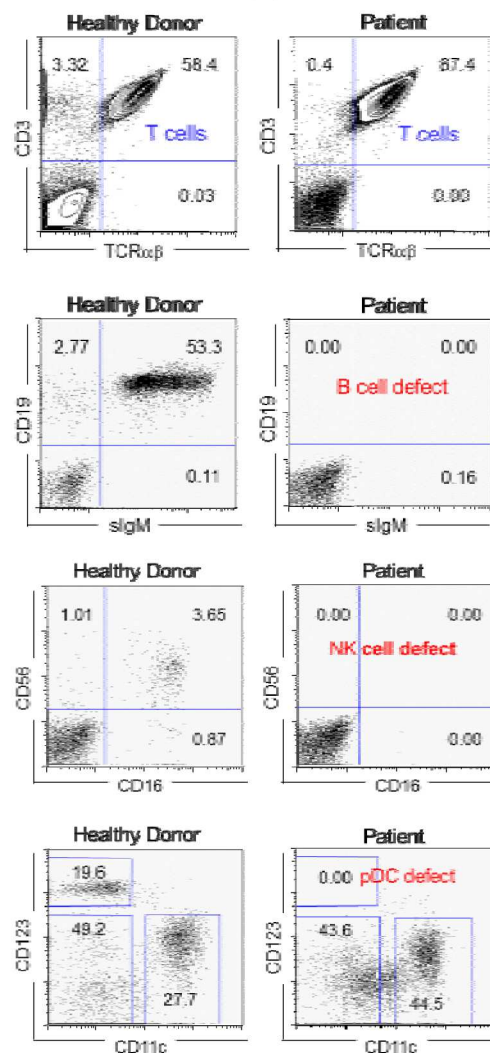 Healthy Donor Patient
3.32 58.4 0.4 87.4
CD3 T cells CD3 T cells
0.03 0.00
TCRαβ TCRαβ
Healthy Donor Patient
2.77 53.3 0.00 0.00
CD19 CD19 B cell defect
0.11 0.16
sIgM sIgM
Healthy Donor Patient
1.01 3.65 0.00 0.00
CD56 CD56 NK cell defect
0.87 0.00
CD16 CD16
Healthy Donor Patient
19.6 0.00 pDC defect
CD123 49.2 CD123 43.6
27.7 44.5
CD11c CD11c